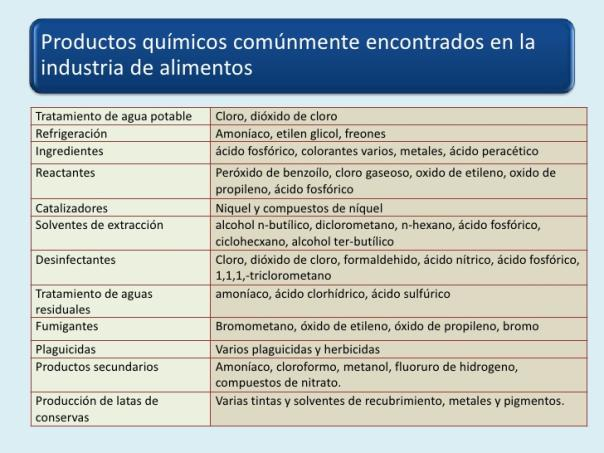 Productos químicos comúnmente encontrados en la
industria de alimentos
Tratamiento de agua potable Cloro, dióxido de cloro
Refrigeración Amoníaco, etilen glicol, freones
Ingredientes ácido fosfórico, colorantes varios, metales, ácido peracético
Reactantes Peróxido de benzoílo, cloro gaseoso, oxido de etileno, oxido de
propileno, ácido fosfórico
Catalizadores Niquel y compuestos de níquel
Solventes de extracción alcohol n-butílico, diclorometano, n-hexano, ácido fosfórico,
ciclohecxano, alcohol ter-butílico
Desinfectantes Cloro, dióxido de cloro, formaldehido, ácido nítrico, ácido fosfórico,
1,1,1,-triclorometano
Tratamiento de aguas amoníaco, ácido clorhídrico, ácido sulfúrico
residuales
Fumigantes Bromometano, óxido de etileno, óxido de propileno, bromo
Plaguicidas Varios plaguicidas y herbicidas
Productos secundarios Amoníaco, cloroformo, metanol, fluoruro de hidrogeno,
compuestos de nitrato.
Producción de latas de Varias tintas y solventes de recubrimiento, metales y pigmentos.
conservas